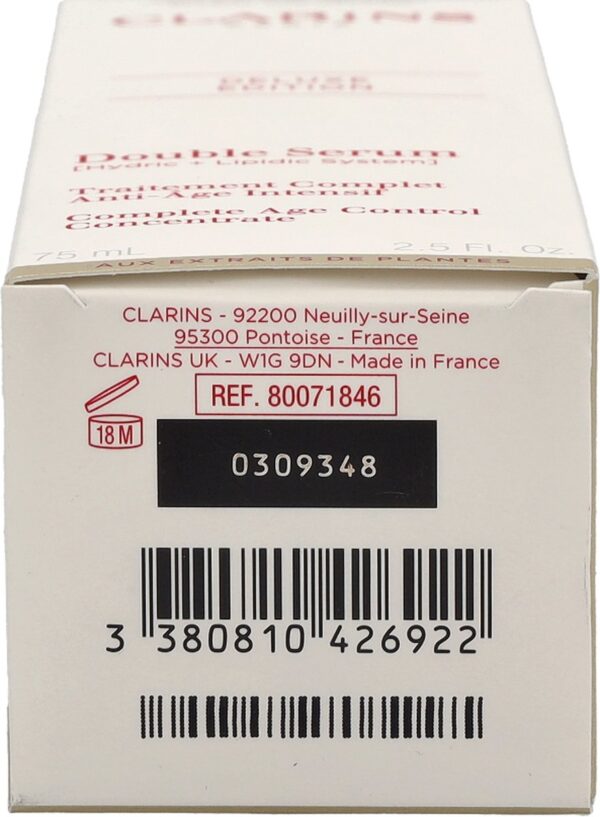 CLARINS
DELUXE
EDITION
Double Serum
[Hydric + Lipidic System]
Traitement Complet
Anti-Age Intensif
Complete Age Control
Concentrate
75 mL 2.5 Fl. Oz.
AUX EXTRAITS DE PLANTES
CLARINS - 92200 Neuilly-sur-Seine
95300 Pontoise - France
CLARINS UK - W1G 9DN - Made in France
REF. 80071846
18 M
0309348
3 380810 426922